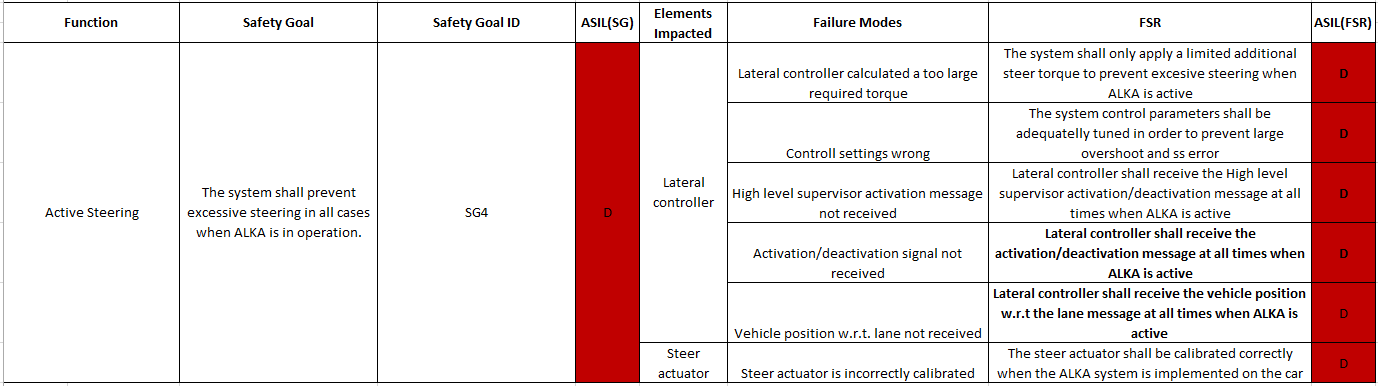 Function
Safety Goal
Safety Goal ID
ASIL(SG)
Elements
Impacted
Failure Modes
FSR
ASIL(FSR)
Active Steering
The system shall prevent
excessive steering in all cases
when ALKA is in operation.
SG4
D
Lateral
controller
Lateral controller calculated a too large
required torque
The system shall only apply a limited additional
steer torque to prevent excesive steering when
ALKA is active
D
Controll settings wrong
The system control parameters shall be
adequatelly tuned in order to prevent large
overshoot and ss error
D
High level supervisor activation message
not received
Lateral controller shall receive the High level
supervisor activation/deactivation message at all
times when ALKA is active
D
Activation/deactivation signal not
received
Lateral controller shall receive the
activation/deactivation message at all times when
ALKA is active
D
Vehicle position w.r.t. lane not received
Lateral controller shall receive the vehicle position
w.r.t the lane message at all times when ALKA is
active
D
Steer
actuator
Steer actuator is incorrectly calibrated
The steer actuator shall be calibrated correctly
when the ALKA system is implemented on the car
D